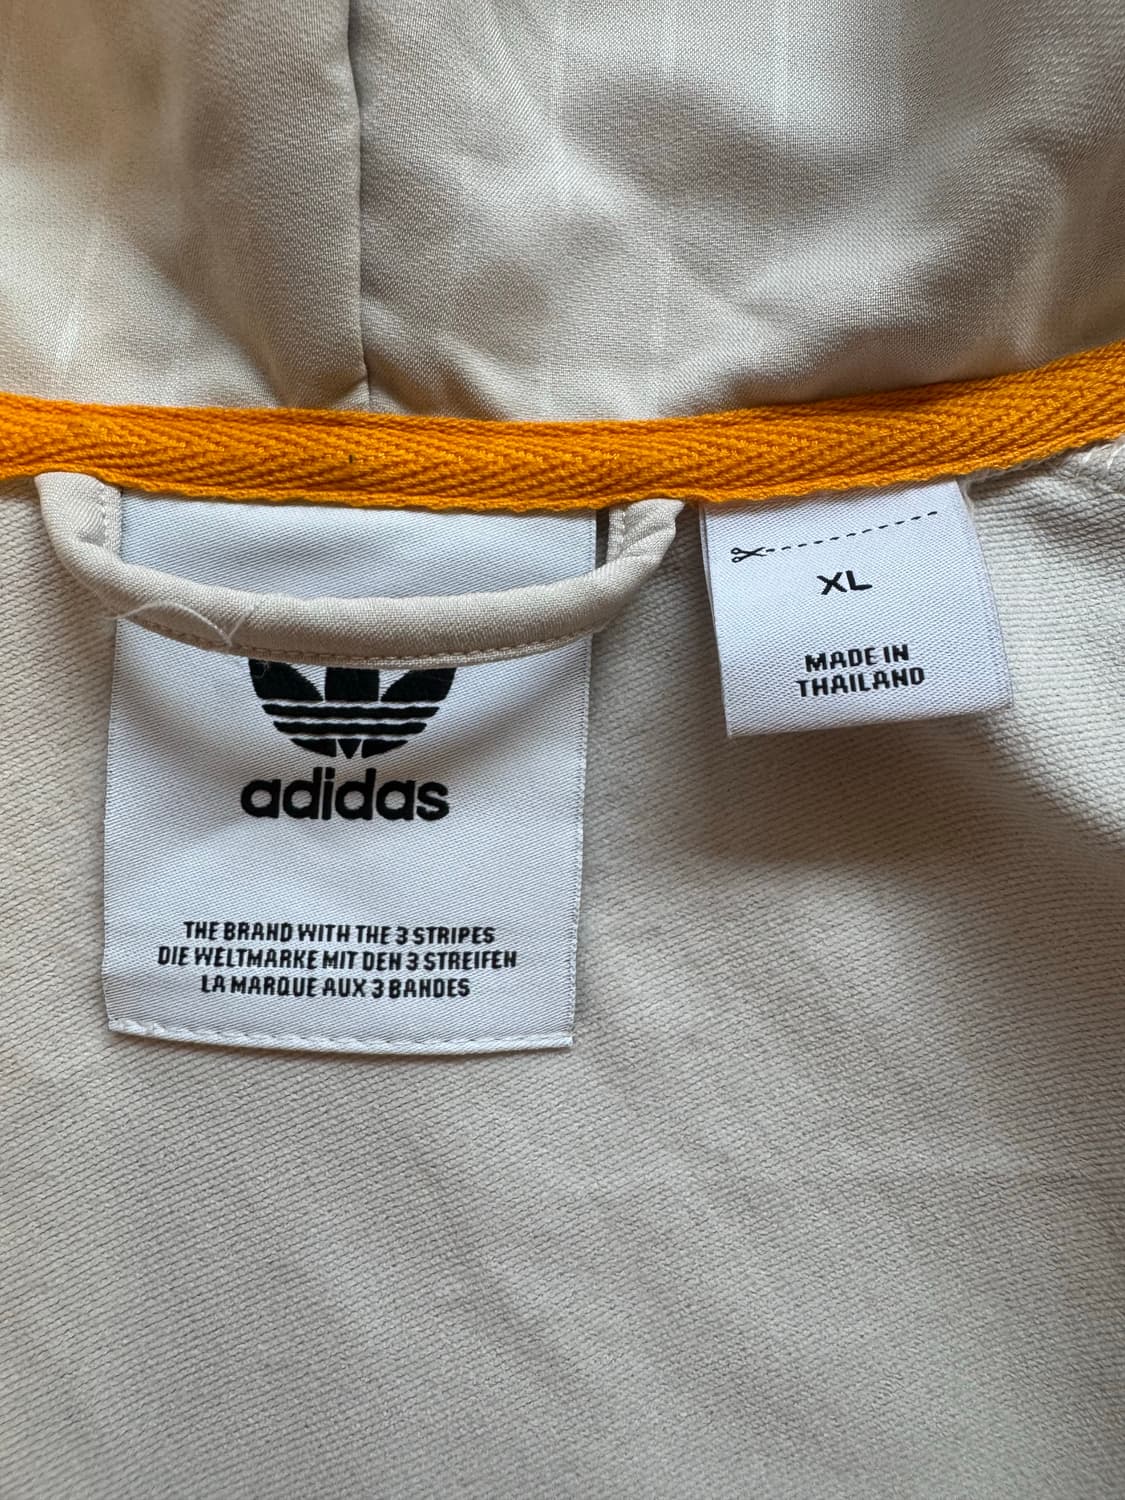 XL
MADE IN
THAILAND
adidas
THE BRAND WITH THE 3 STRIPES
DIE WELTMARKE MIT DEN 3 STREIFEN
LA MARQUE AUX 3 BANDES